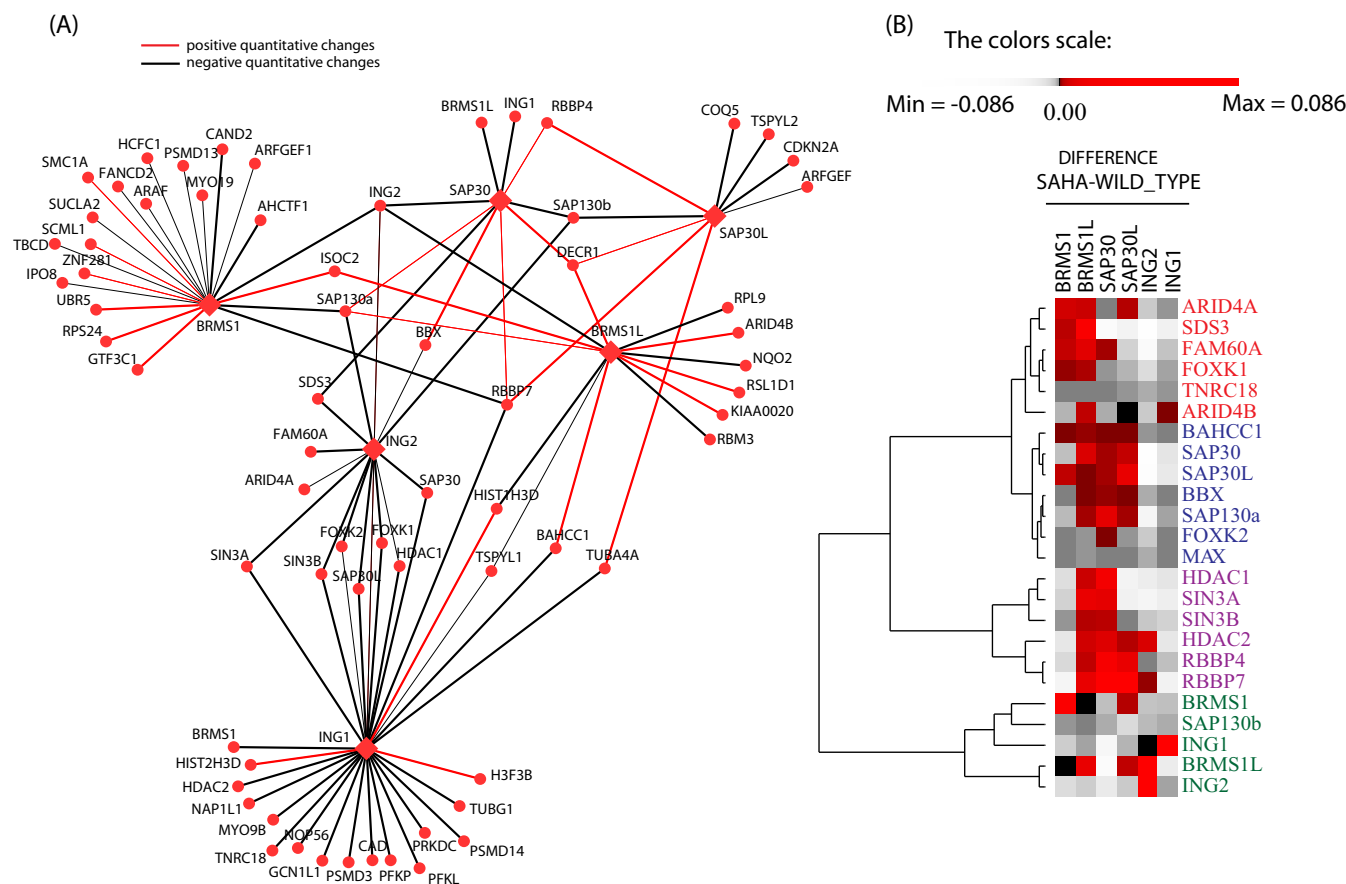 (A)
positive quantitative changes
negative quantitative changes
BRMS1L
ING1
RBBP4
COQ5
TSPYL2
CDKN2A
ARFGEF
HCFC1
CAND2
PSMD13
ARFGEF1
SMC1A
FANCD2
ARAF
MYO19
SUCLA2
AHCTF1
SCML1
TBCD
ZNF281
IPO8
UBR5
RPS24
GTF3C1
BRMS1
ING2
SAP30
SAP130b
SAP30L
DECR1
ISOC2
SAP130a
BBX
BRMS1L
RPL9
ARID4B
NQO2
RSL1D1
KIAA0020
RBM3
SDS3
RBBP7
FAM60A
ING2
ARID4A
SAP30
HIST1H3D
FOXK2
FOXK1
BAHCC1
SIN3A
SIN3B
HDAC1
TSPYL1
TUBA4A
SAP30L
BRMS1
ING1
HIST2H3D
H3F3B
HDAC2
NAP1L1
TUBG1
MYO9B
NOP56
CAD
PRKDC
PSMD14
TNRC18
GCN1L1
PSMD3
PFKP
PFKL
(B)
The colors scale:
Min = -0.086
0.00
Max = 0.086
DIFFERENCE
SAHA-WILD_TYPE
BRMS1
BRMS1L
SAP30
SAP30L
ING2
ING1
ARID4A
SDS3
FAM60A
FOXK1
TNRC18
ARID4B
BAHCC1
SAP30
SAP30L
BBX
SAP130a
FOXK2
MAX
HDAC1
SIN3A
SIN3B
HDAC2
RBBP4
RBBP7
BRMS1
SAP130b
ING1
BRMS1L
ING2